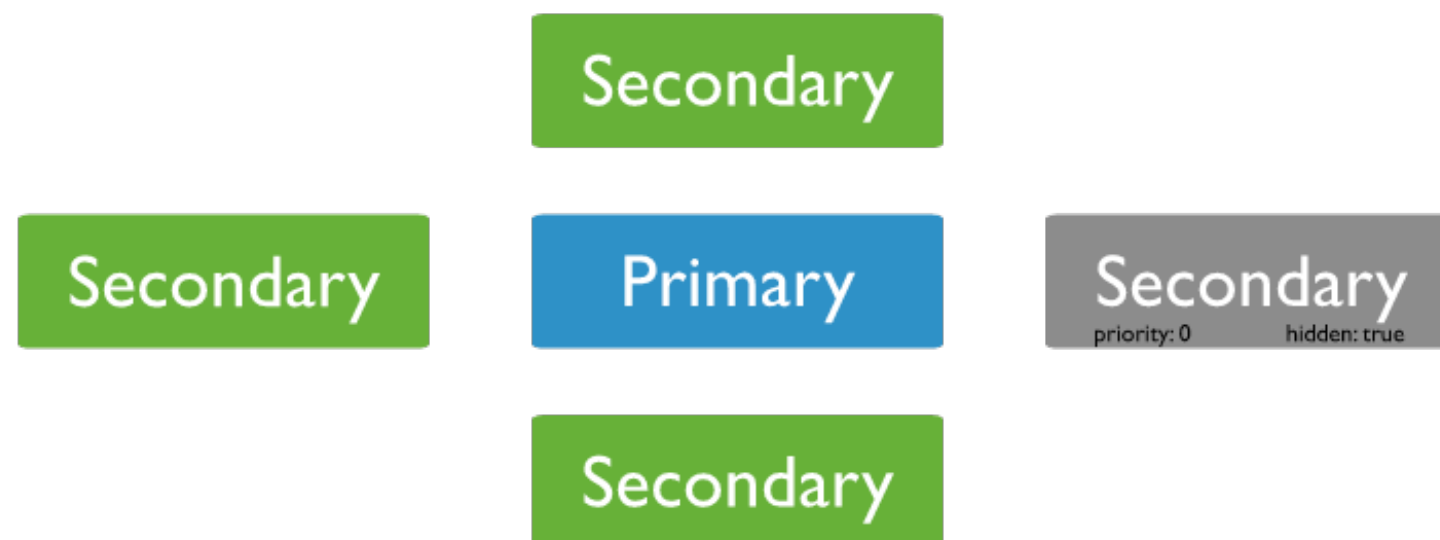 Secondary
Secondary
Primary
Secondary
priority: 0
hidden: true
Secondary